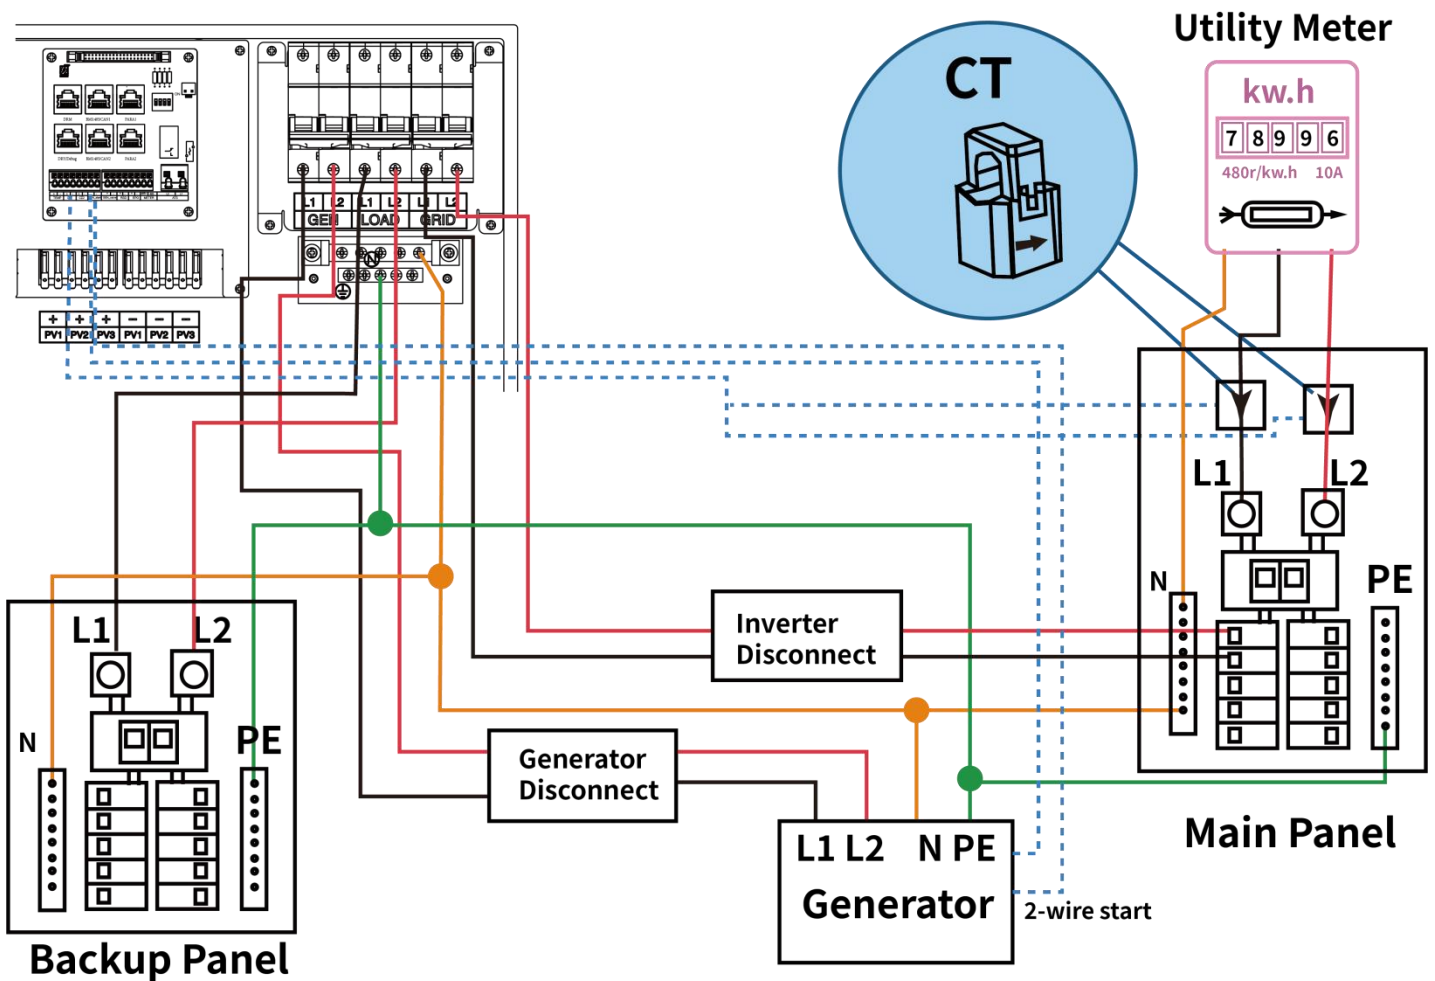 Utility Meter
CT
kw.h
7 8 9 9 6
480r/kw.h 10A
L1 L2 L1 L2 L1 L2
GEN LOAD GRID
N
+ + + − − −
PV1 PV2 PV3 PV1 PV2 PV3
L1 L2
N
PE
Inverter
Disconnect
L1 L2
N
PE
Generator
Disconnect
Main Panel
L1 L2 N PE
Generator
2-wire start
Backup Panel